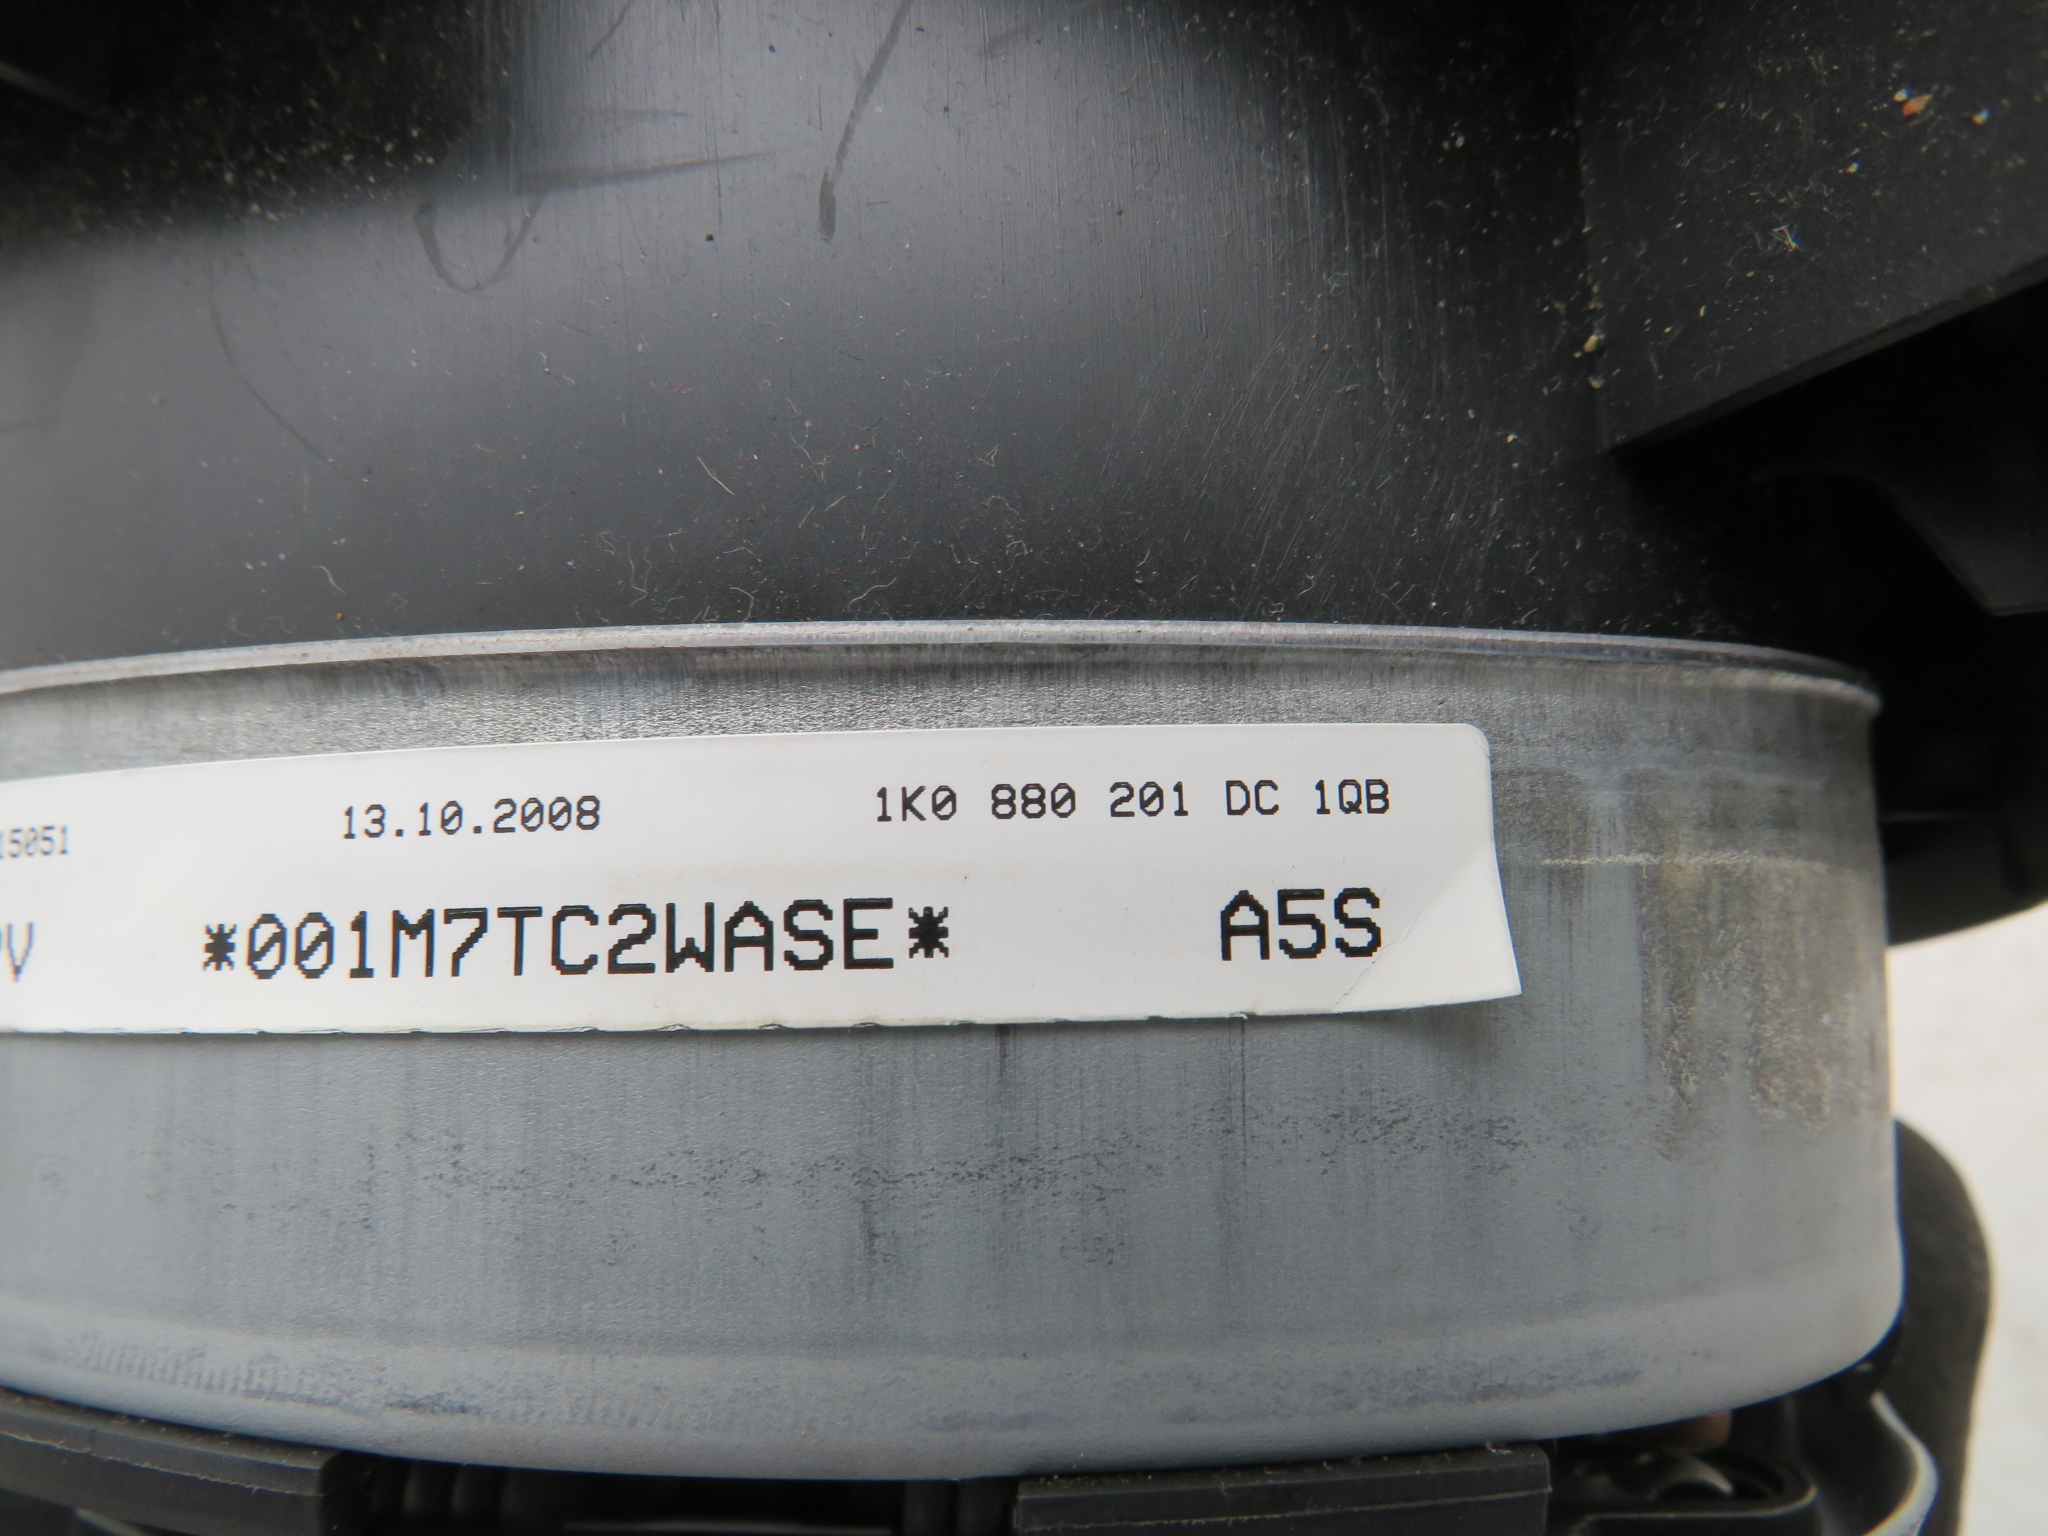 15051 13.10.2008 1K0 880 201 DC 1QB
V *001M7TC2WASE* A5S